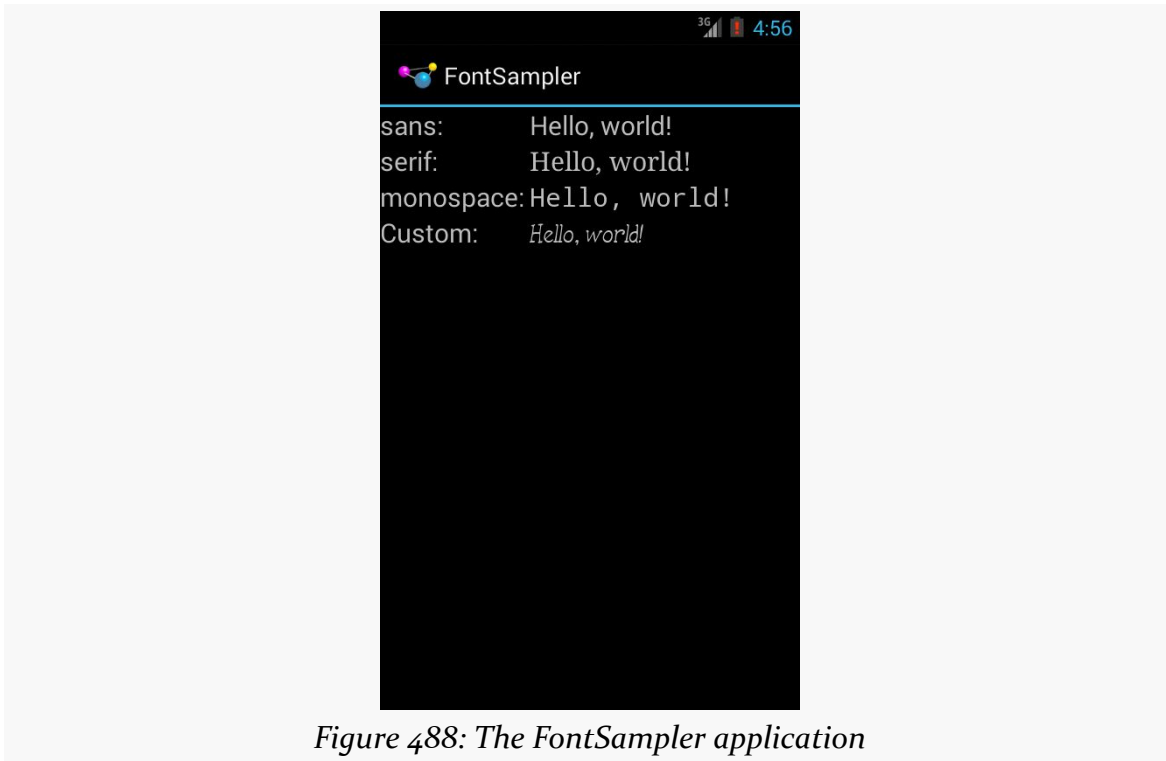 3G 4:56
FontSampler
sans: Hello, world!
serif: Hello, world!
monospace: Hello, world!
Custom: Hello, world!
Figure 488: The FontSampler application